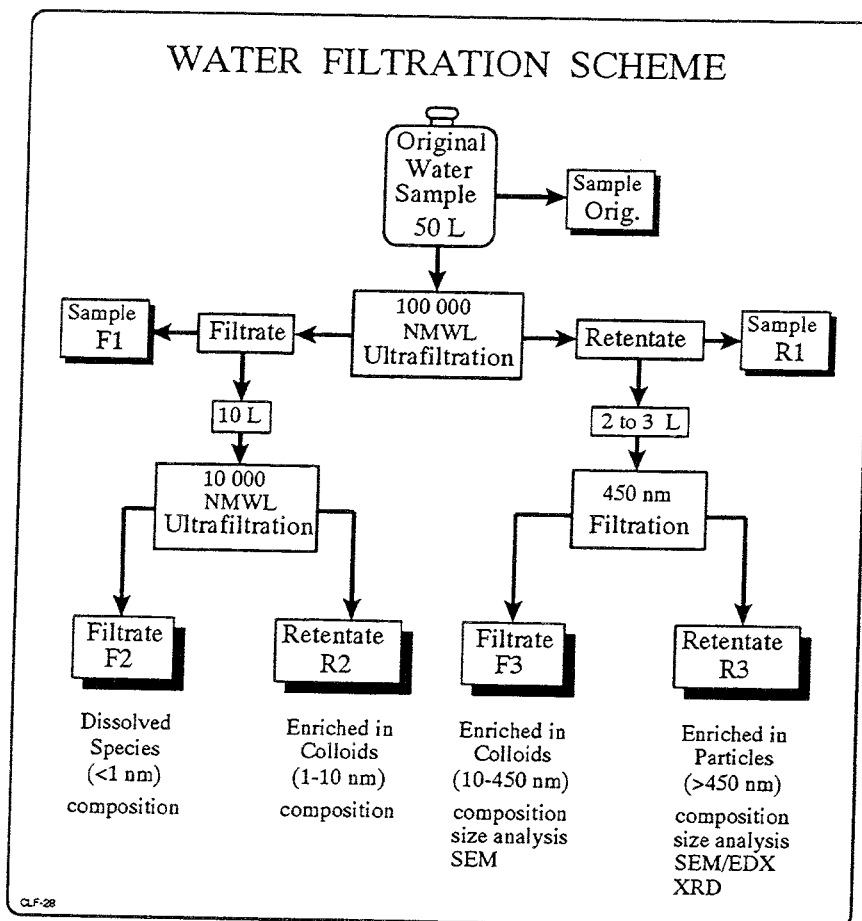 WATER FILTRATION SCHEME
Original
Water
Sample
50 L
Sample
Orig.
Sample
F1
Filtrate
100 000
NMWL
Ultrafiltration
Retentate
Sample
R1
10 L
2 to 3 L
10 000
NMWL
Ultrafiltration
450 nm
Filtration
Filtrate
F2
Retentate
R2
Filtrate
F3
Retentate
R3
Dissolved
Species
(<1 nm)
composition
Enriched in
Colloids
(1-10 nm)
composition
Enriched in
Colloids
(10-450 nm)
composition
size analysis
SEM
Enriched in
Particles
(>450 nm)
composition
size analysis
SEM/EDX
XRD
CLF-28